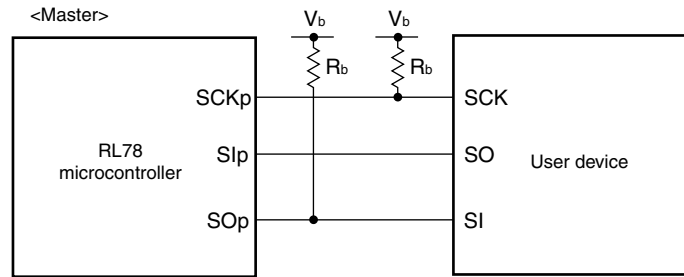 <Master>
Vb Vb
Rb Rb
SCKp SCK
RL78
microcontroller
SIp SO
User device
SOp SI